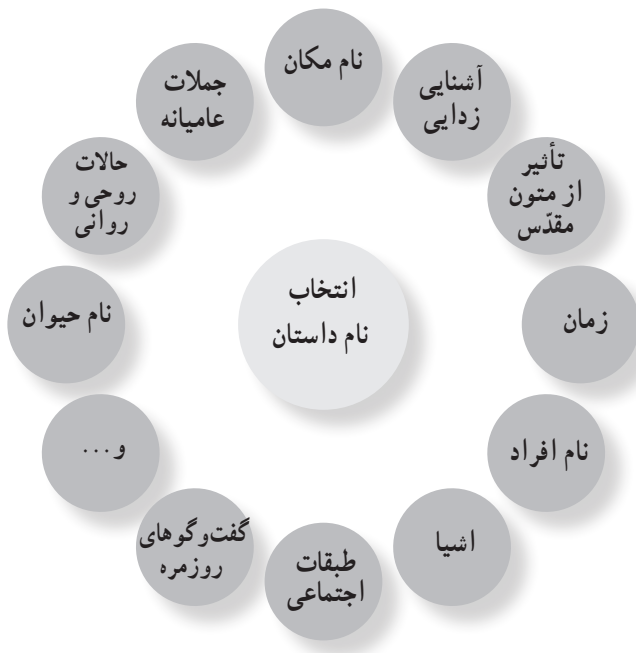 انتخاب
نام داستان
نام مکان
آشنایی
زدایی
تأثیر
از متون
مقدّس
زمان
نام افراد
اشیا
طبقات
اجتماعی
گفت‌وگوهای
روزمره
و...
نام حیوان
حالات
روحی و
روانی
جملات
عامیانه